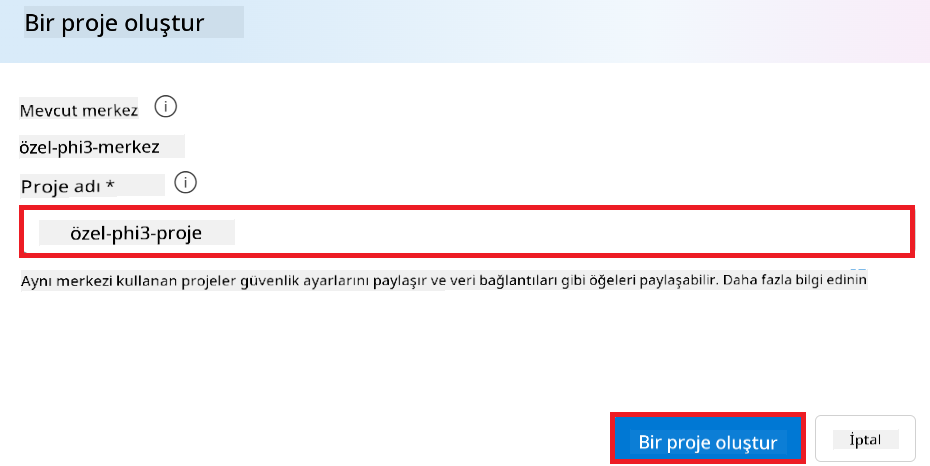 Bir proje oluştur
Mevcut merkez
özel-phi3-merkez
Proje adı *
özel-phi3-proje
Aynı merkezi kullanan projeler güvenlik ayarlarını paylaşır ve veri bağlantıları gibi öğeleri paylaşabilir. Daha fazla bilgi edinin
Bir proje oluştur
İptal